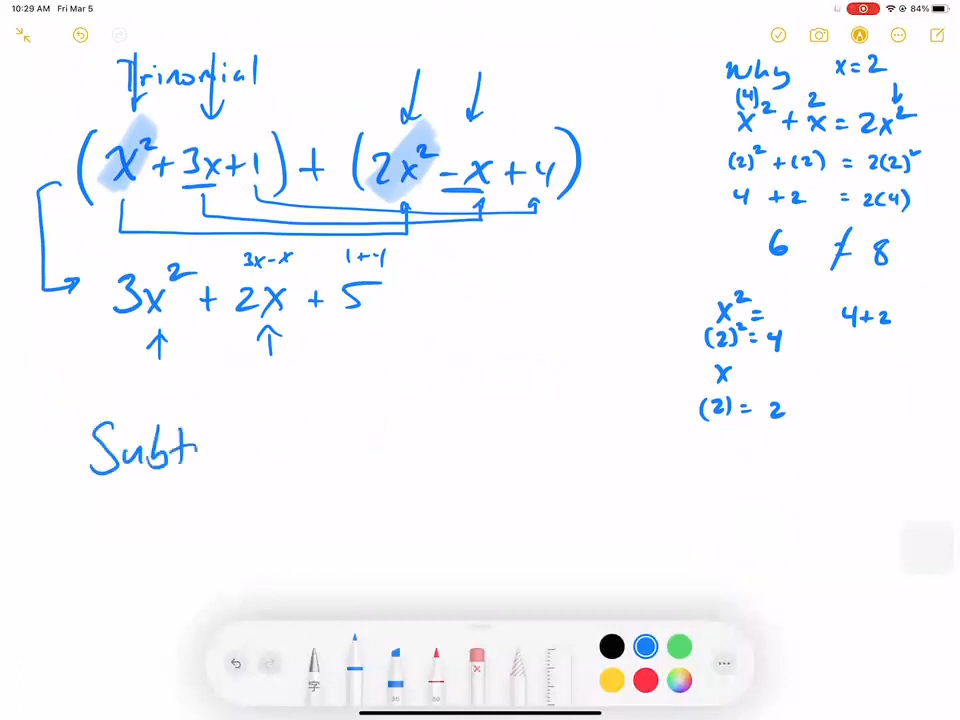 10:29 AM Fri Mar 5
84%
Trinomial
(x² + 3x + 1) + (2x² - x + 4)
3x - x 1 + 4
3x² + 2x + 5
Subt
Why x = 2
(4) 2
x² + x = 2x²
(2)² + (2) = 2(2)²
4 + 2 = 2(4)
6 ≠ 8
x² = 4 + 2
(2)² = 4
x
(2) = 2
字